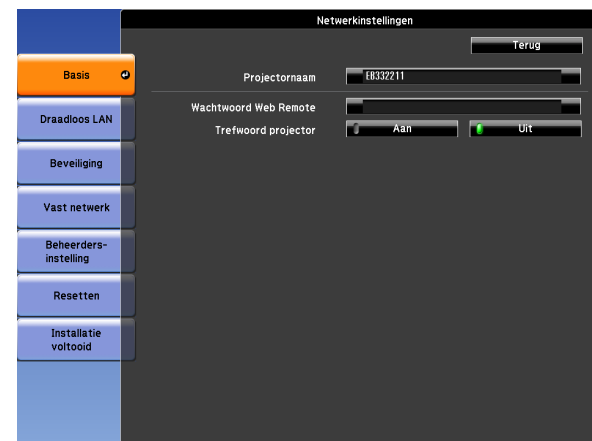 Netwerkinstellingen
Terug
Basis
Projectornaam EB332211
Draadloos LAN
Wachtwoord Web Remote
Trefwoord projector Aan Uit
Beveiliging
Vast netwerk
Beheerders-
instelling
Resetten
Installatie
voltooid